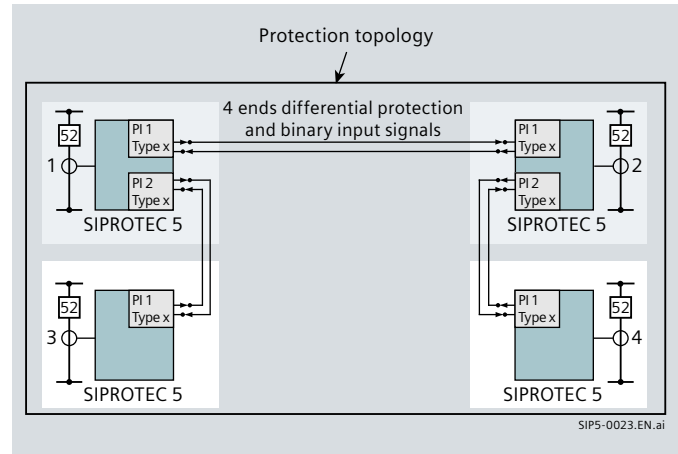 Protection topology
4 ends differential protection
and binary input signals
52
PI 1
Type x
1
PI 2
Type x
SIPROTEC 5
PI 1
Type x
52
2
PI 2
Type x
SIPROTEC 5
52
PI 1
Type x
3
SIPROTEC 5
PI 1
Type x
52
4
SIPROTEC 5
SIP5-0023.EN.ai